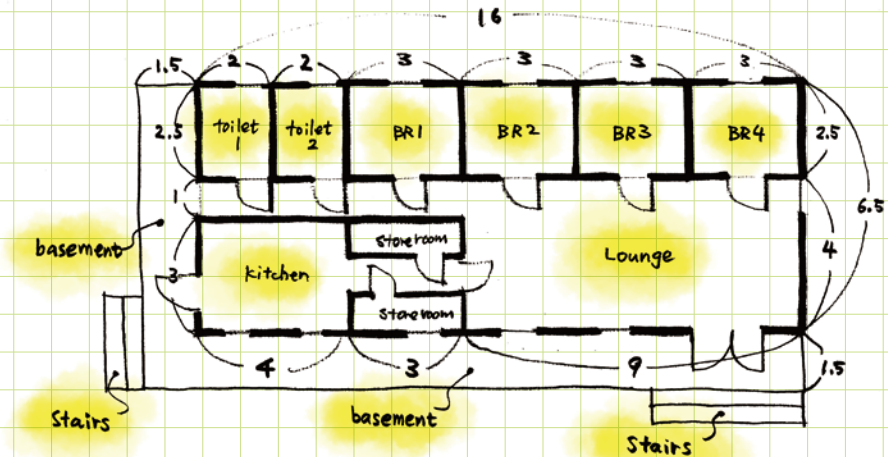 16
1.5 2 2 3 3 3 3
2.5 toilet 1 toilet 2 BR1 BR2 BR3 BR4 2.5
1
6.5
basement
3 kitchen
Storeroom
Lounge
4
Storeroom
4 3 9 1.5
Stairs
basement
Stairs